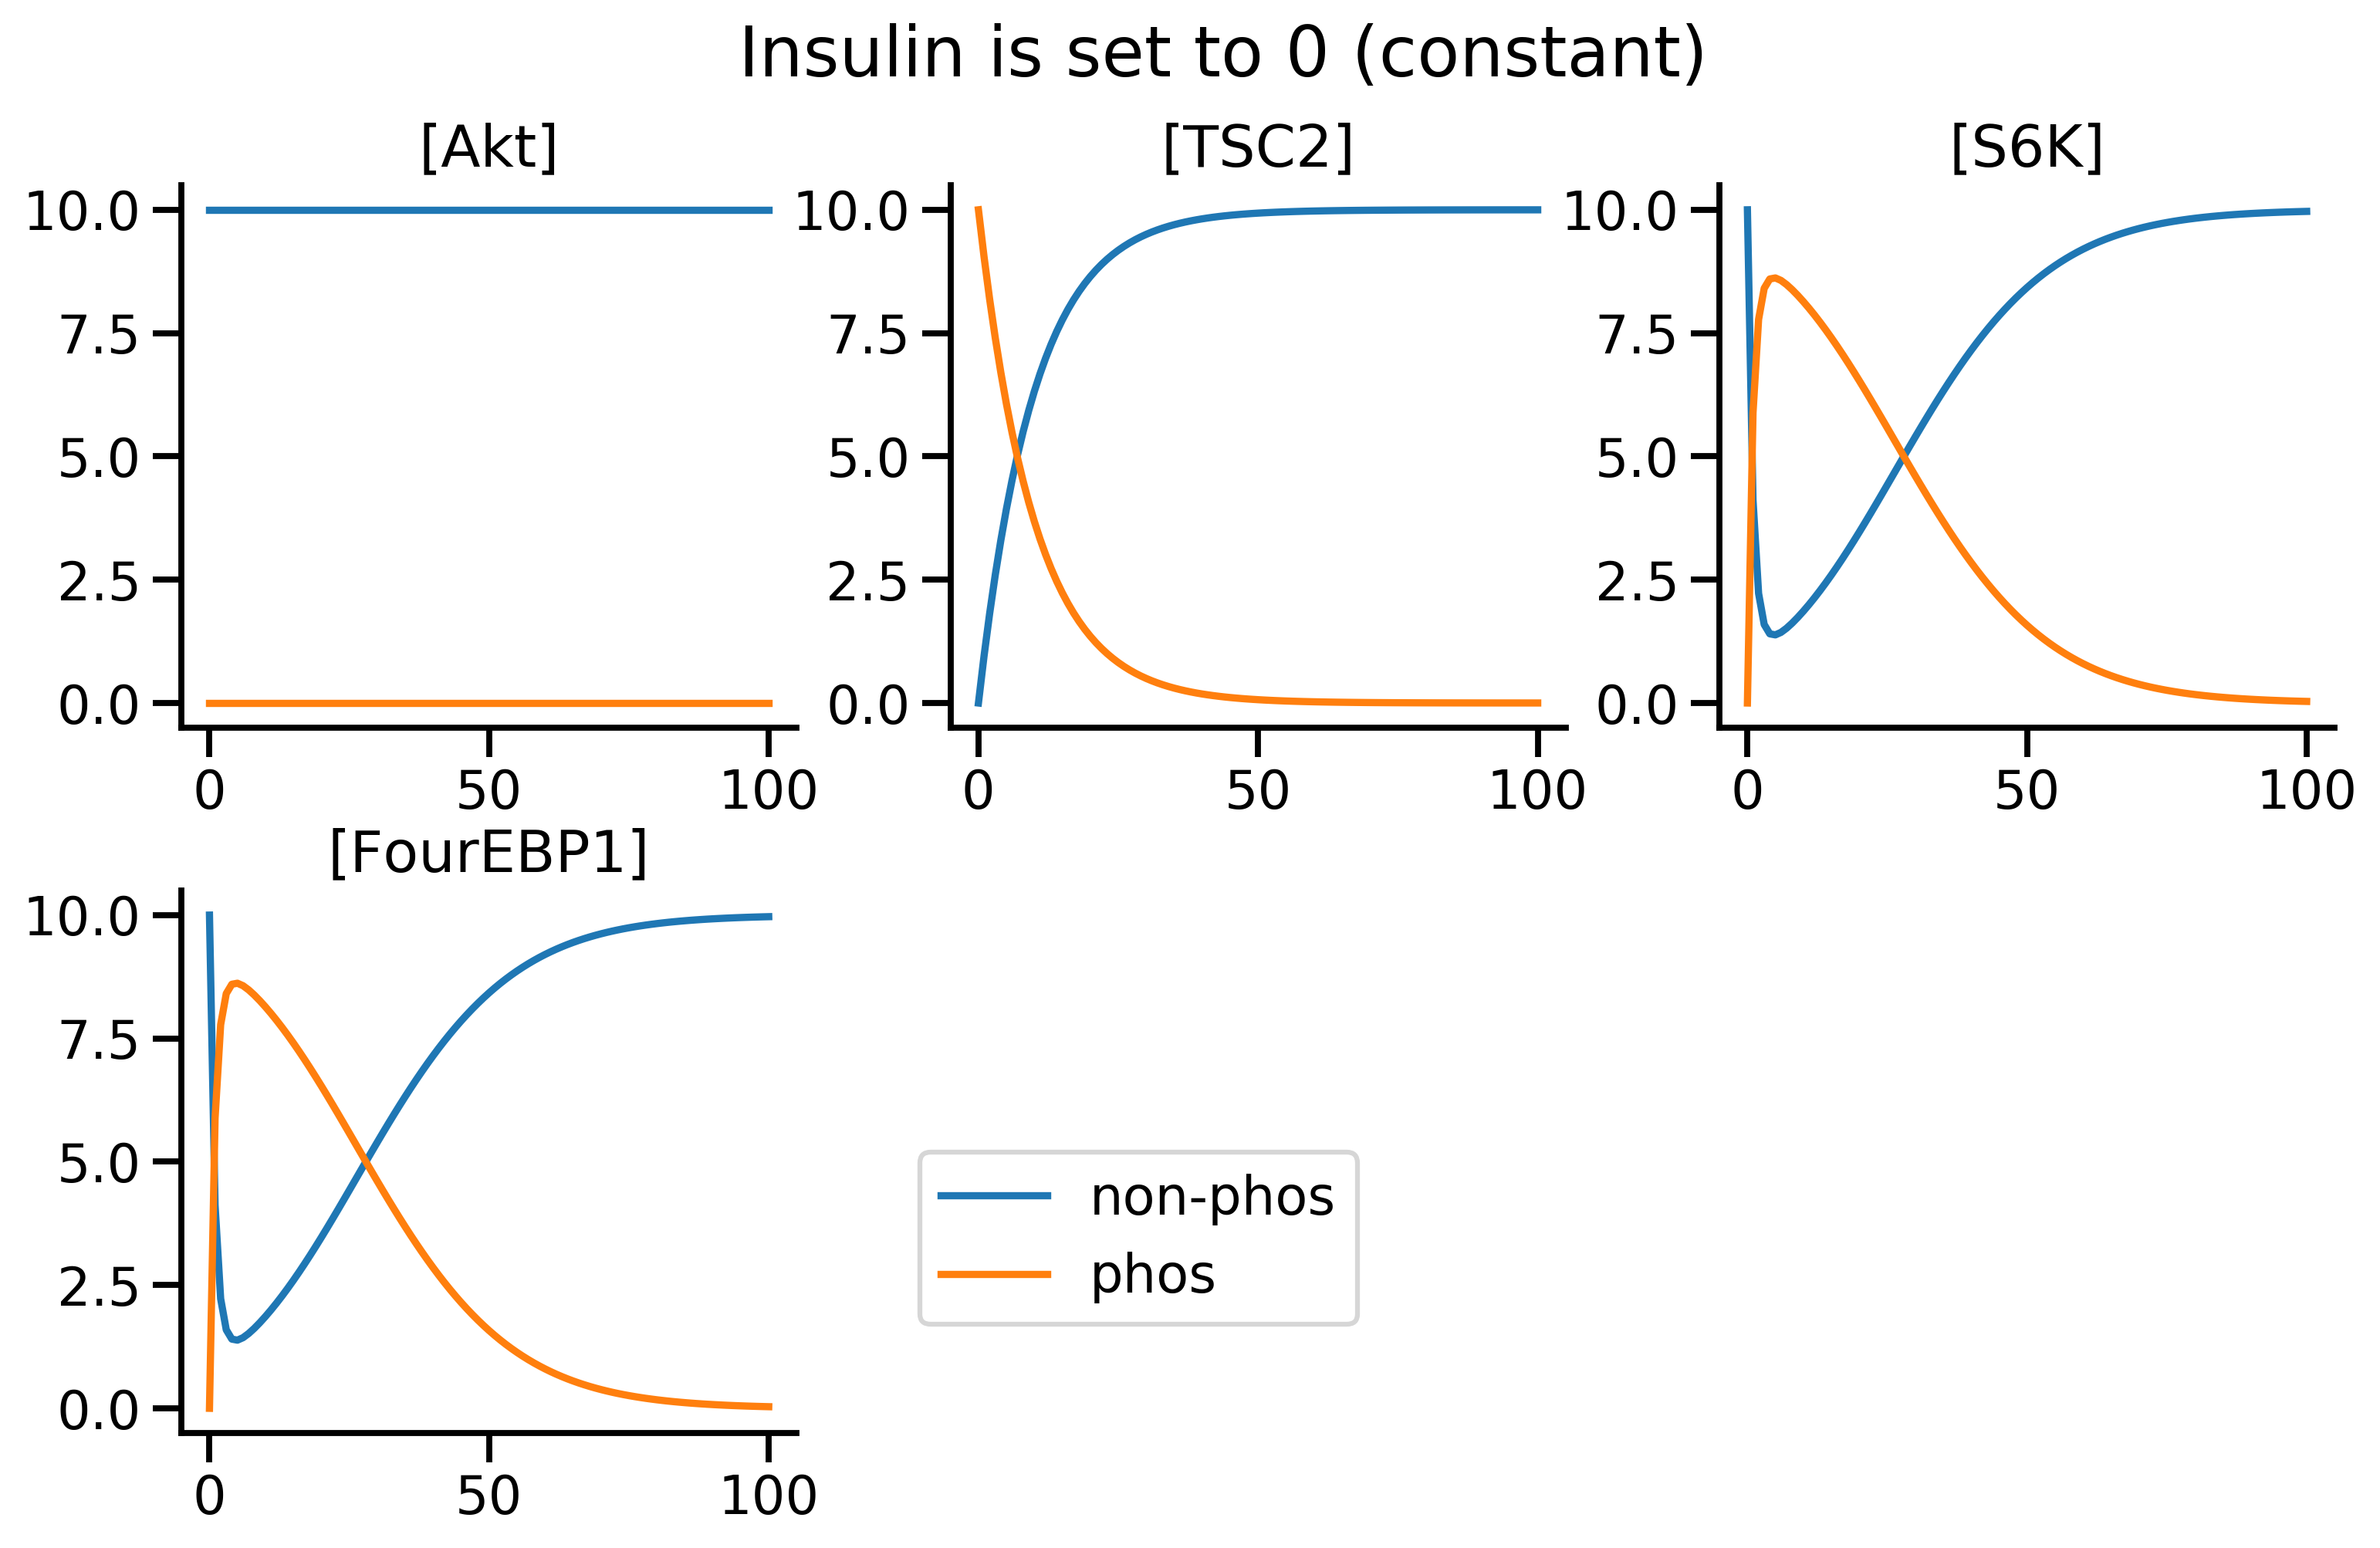 Insulin is set to 0 (constant)
[Akt] [TSC2] [S6K]
10.0 10.0 10.0
7.5 7.5 7.5
5.0 5.0 5.0
2.5 2.5 2.5
0.0 0.0 0.0
0 50 100 0 50 100 0 50 100
[FourEBP1]
10.0
7.5
5.0
2.5
0.0
0 50 100
non-phos
phos